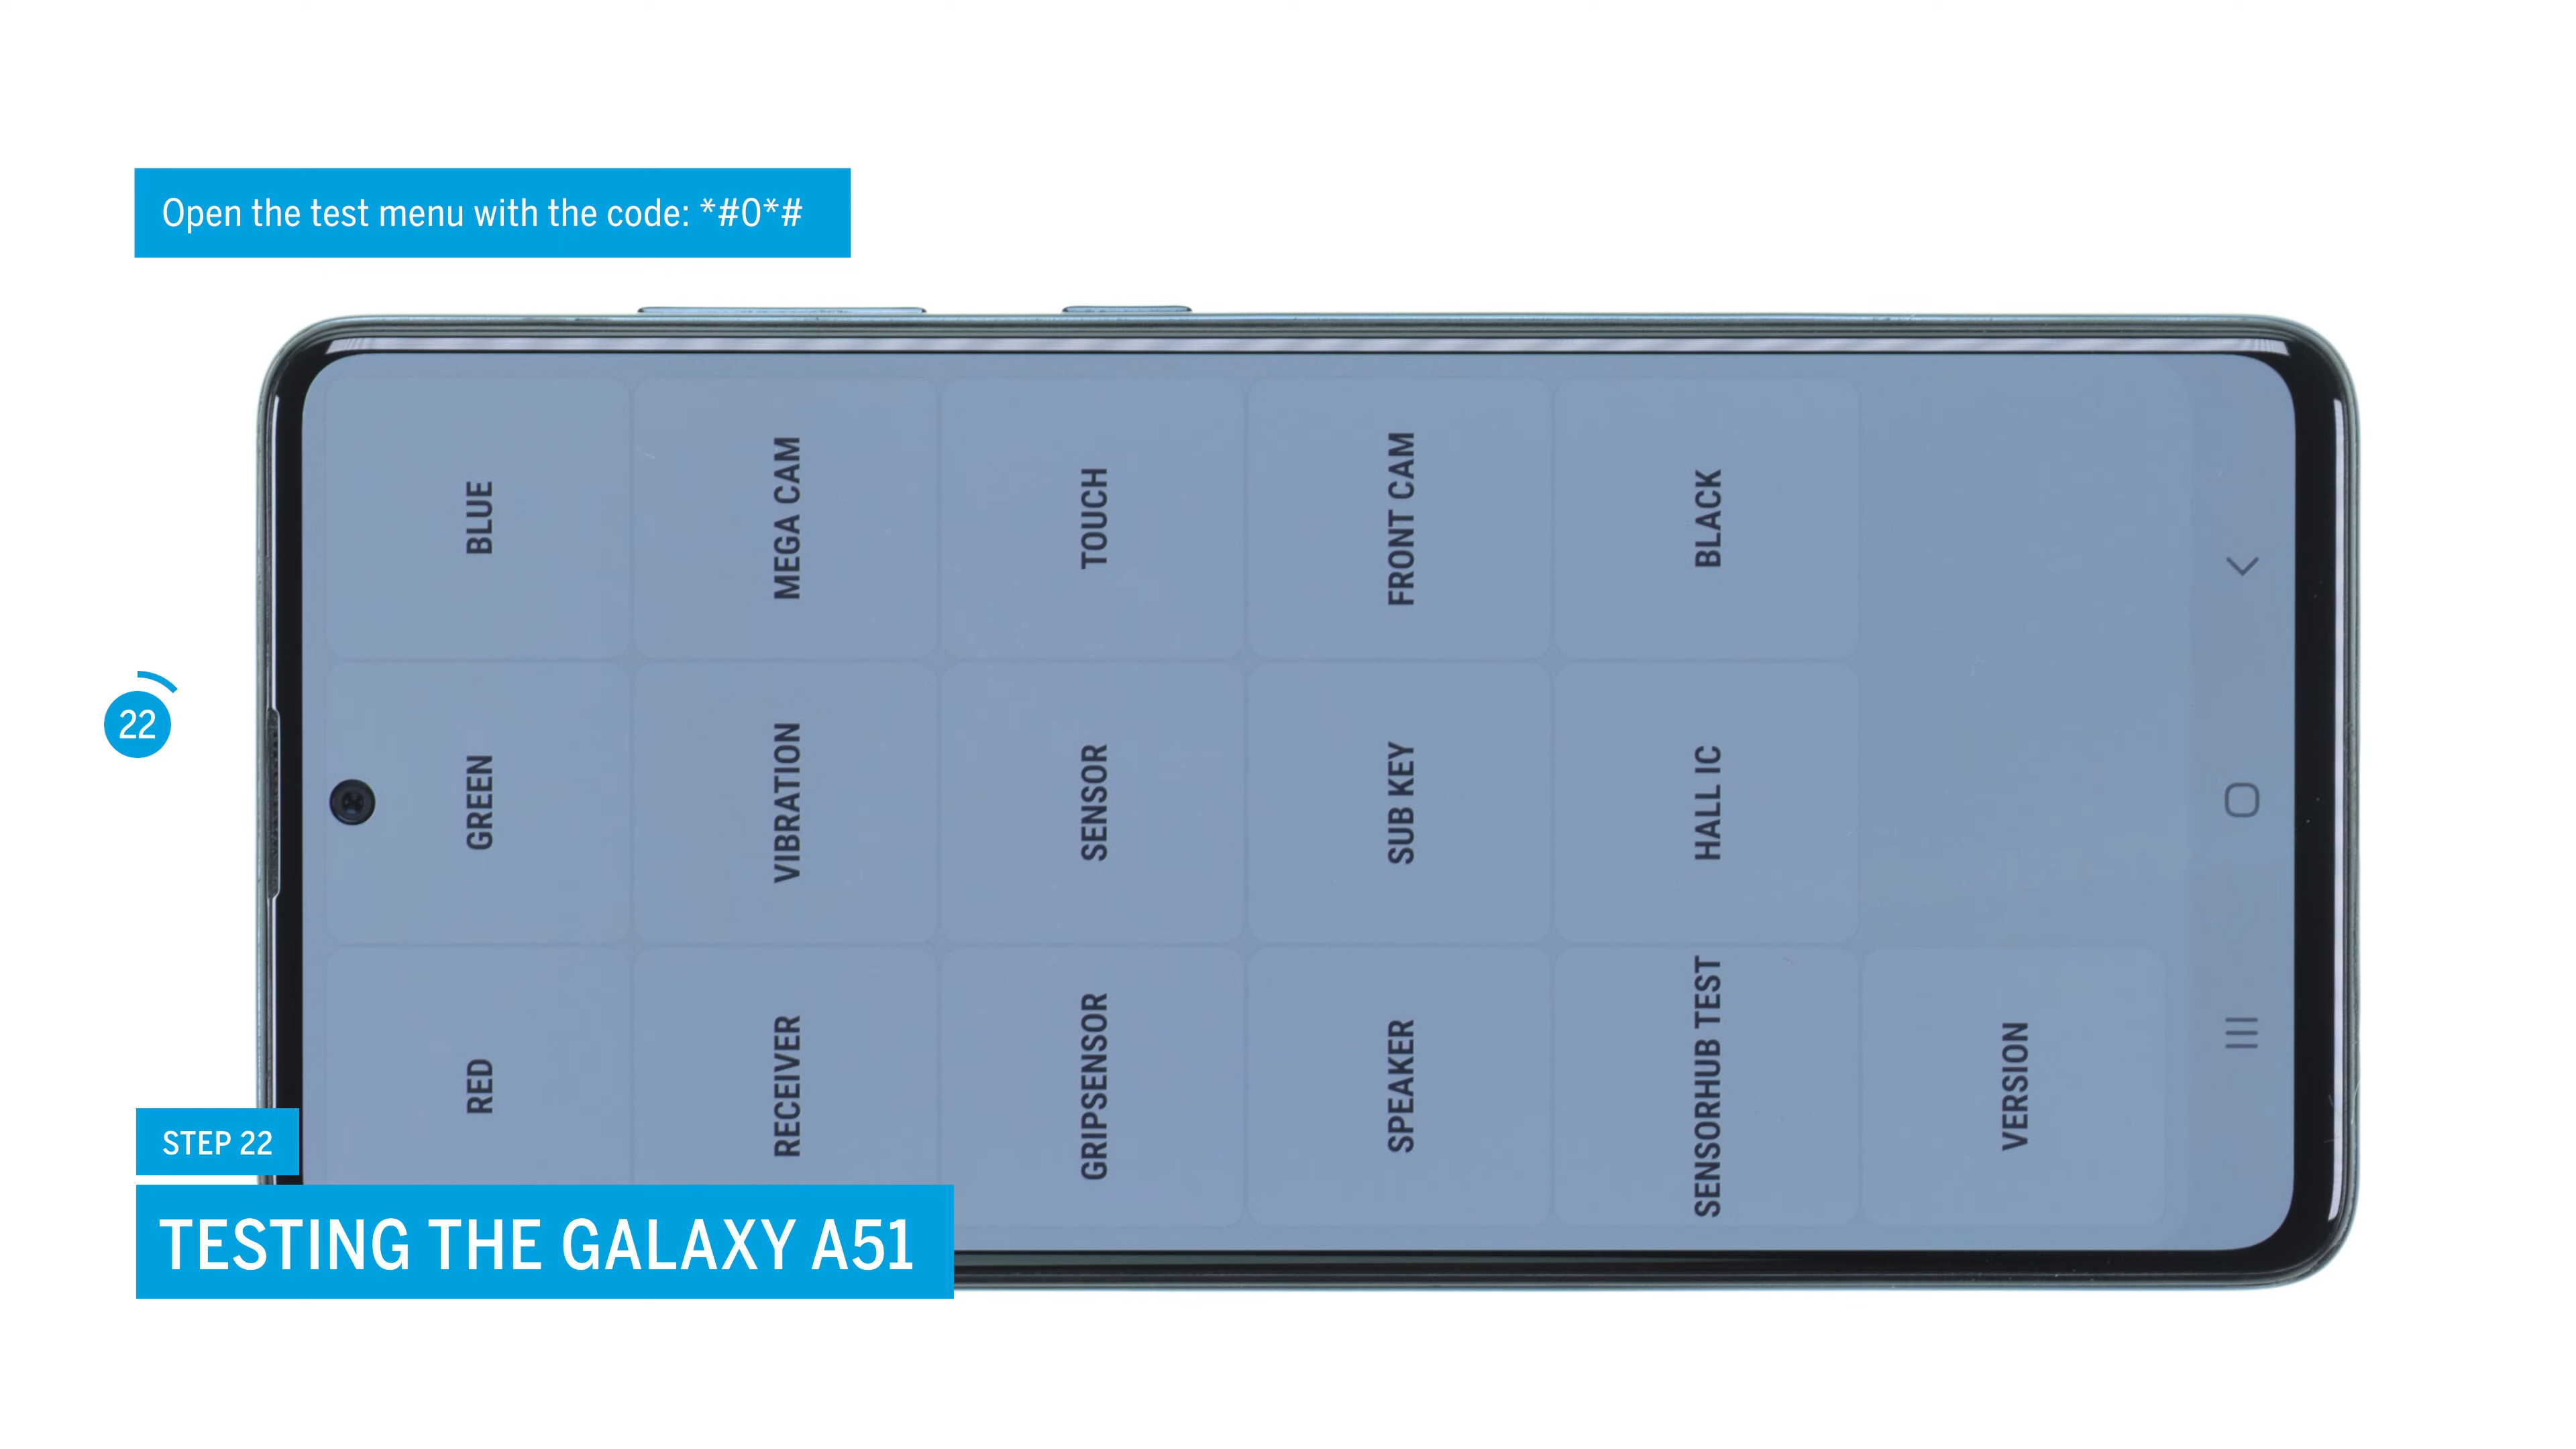 Open the test menu with the code: *#0*#
22
RED
GREEN
BLUE
RECEIVER
VIBRATION
MEGA CAM
GRIPSENSOR
SENSOR
TOUCH
SPEAKER
SUB KEY
FRONT CAM
SENSORHUB TEST
HALL IC
BLACK
VERSION
STEP 22
TESTING THE GALAXY A51